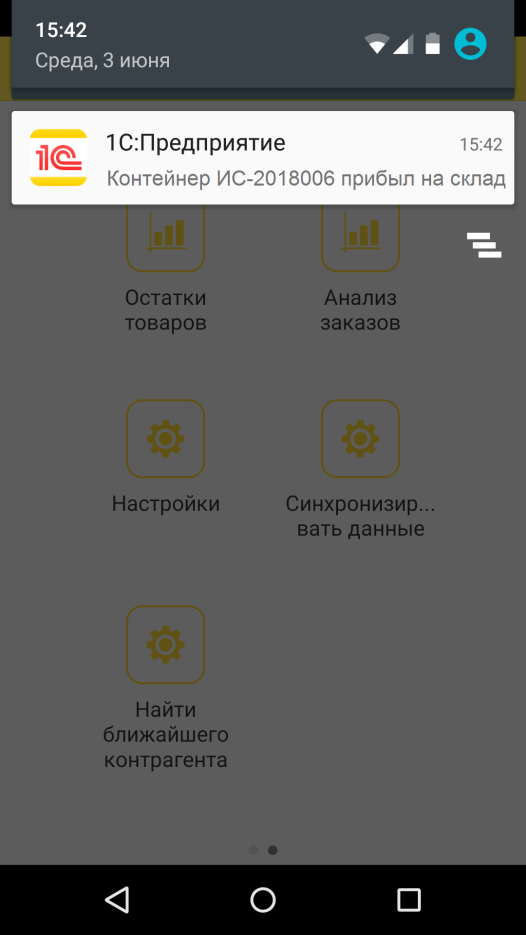 15:42
Среда, 3 июня
1С:Предприятие
15:42
Контейнер ИС-2018006 прибыл на склад
Остатки
товаров
Анализ
заказов
Настройки
Синхронизир...
вать данные
Найти
ближайшего
контрагента